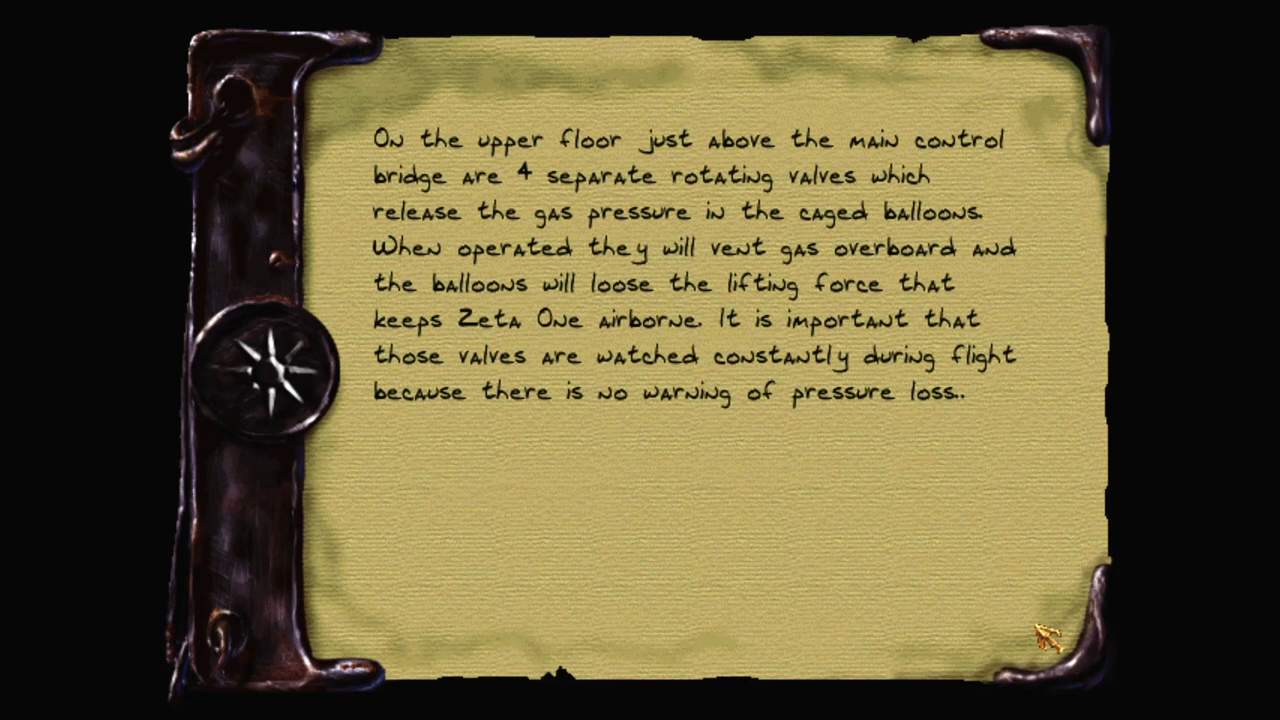 On the upper floor just above the main control
bridge are 4 separate rotating valves which
release the gas pressure in the caged balloons.
When operated they will vent gas overboard and
the balloons will loose the lifting force that
keeps Zeta One airborne. It is important that
those valves are watched constantly during flight
because there is no warning of pressure loss..